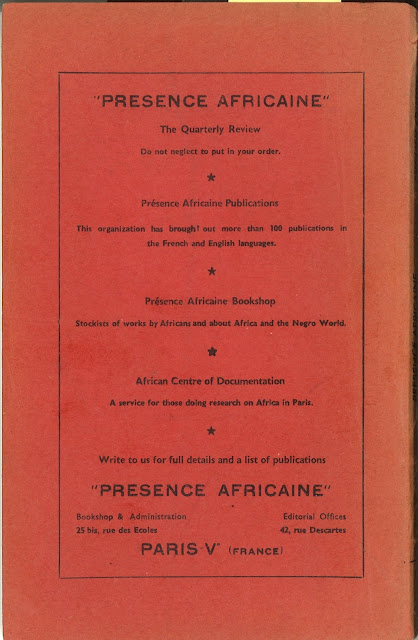 "PRESENCE AFRICAINE"
The Quarterly Review
Do not neglect to put in your order.
★
Présence Africaine Publications
This organization has brought out more than 100 publications in
the French and English languages.
★
Présence Africaine Bookshop
Stockists of works by Africans and about Africa and the Negro World.
★
African Centre of Documentation
A service for those doing research on Africa in Paris.
★
Write to us for full details and a list of publications
"PRESENCE AFRICAINE"
Bookshop & Administration Editorial Offices
25 bis, rue des Ecoles 42, rue Descartes
PARIS-Vᵉ (FRANCE)